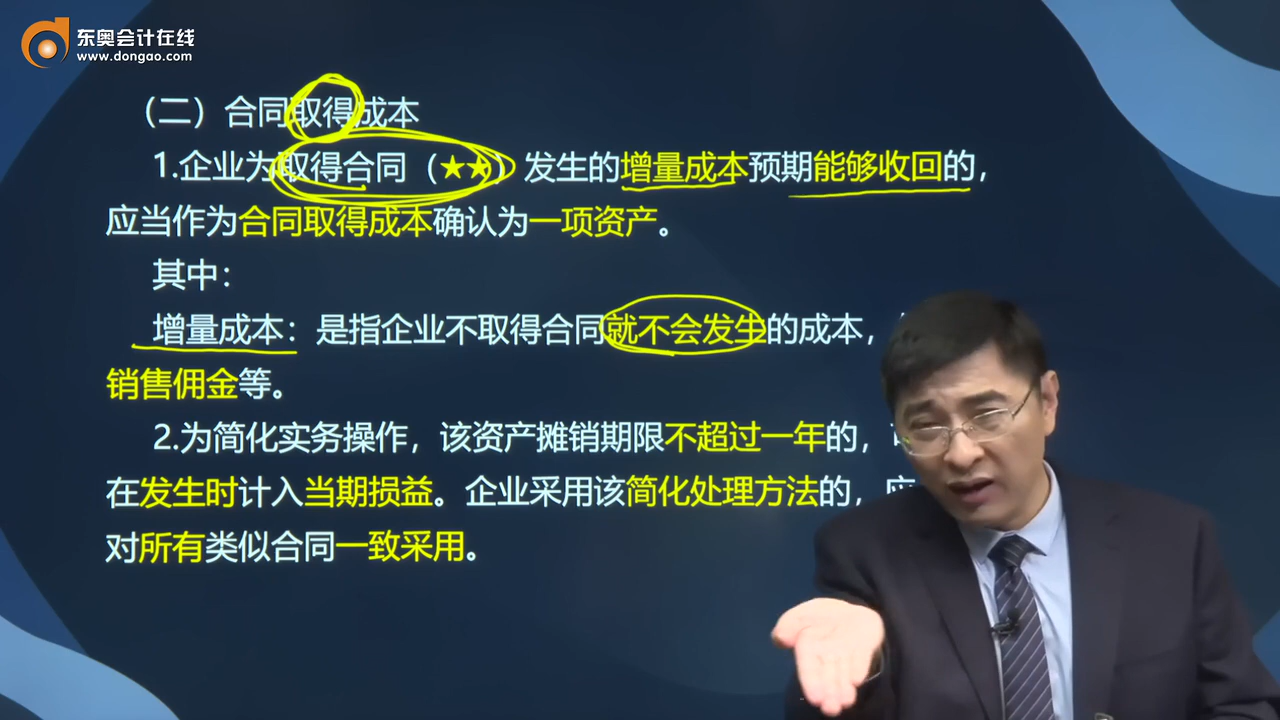 东奥会计在线
www.dongao.com
（二）合同取得成本
1.企业为取得合同（★★）发生的增量成本预期能够收回的，
应当作为合同取得成本确认为一项资产。
其中：
增量成本：是指企业不取得合同就不会发生的成本，
销售佣金等。
2.为简化实务操作，该资产摊销期限不超过一年的，
在发生时计入当期损益。企业采用该简化处理方法的，
对所有类似合同一致采用。